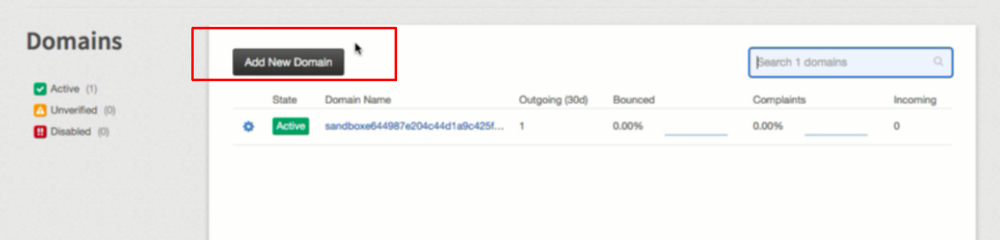 Domains
Active (1)
Unverified (0)
Disabled (0)
Add New Domain
Search 1 domains
State Domain Name Outgoing (30d) Bounced Complaints Incoming
Active sandboxe644987e204c44d1a9c425f... 1 0.00% 0.00% 0